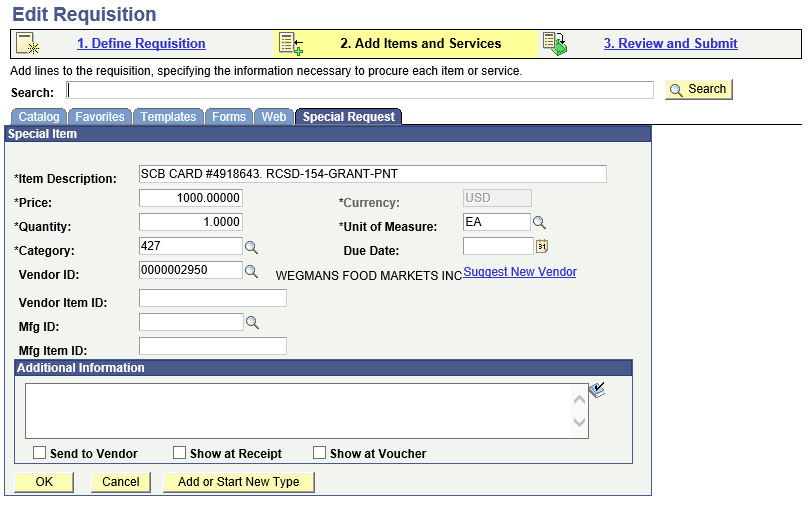 Edit Requisition
1. Define Requisition 2. Add Items and Services 3. Review and Submit
Add lines to the requisition, specifying the information necessary to procure each item or service.
Search: Search
Catalog Favorites Templates Forms Web Special Request
Special Item
*Item Description: SCB CARD #4918643. RCSD-154-GRANT-PNT
*Price: 1000.00000 *Currency: USD
*Quantity: 1.0000 *Unit of Measure: EA
*Category: 427 Due Date: 31
Vendor ID: 0000002950 WEGMANS FOOD MARKETS INC Suggest New Vendor
Vendor Item ID:
Mfg ID:
Mfg Item ID:
Additional Information
Send to Vendor Show at Receipt Show at Voucher
OK Cancel Add or Start New Type